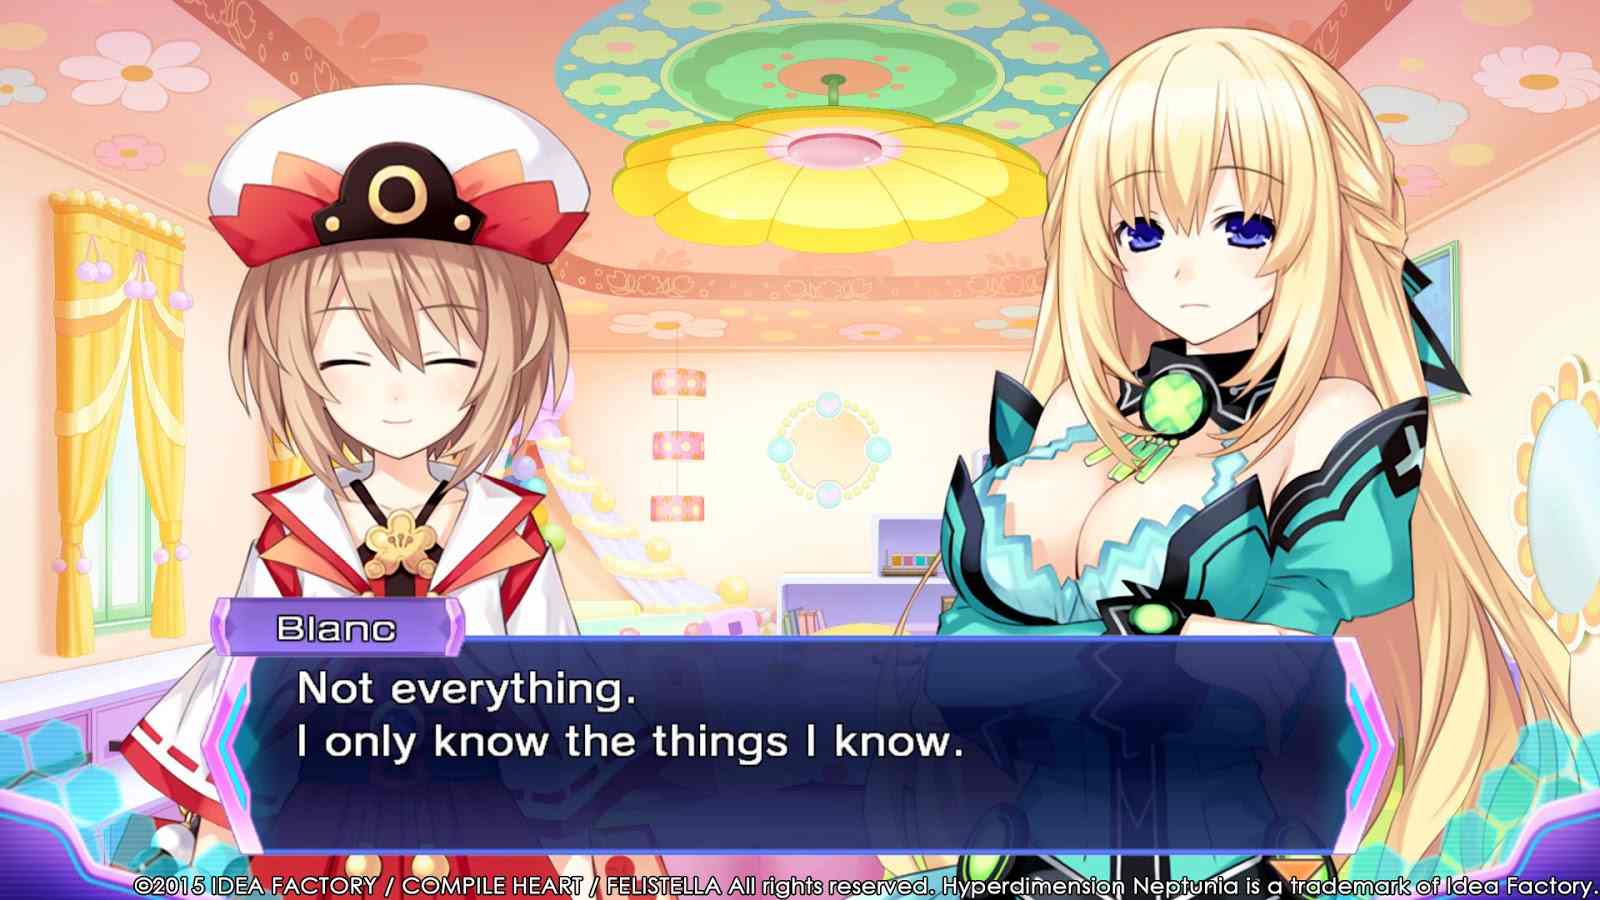 Blanc
Not everything.
I only know the things I know.
©2015 IDEA FACTORY / COMPILE HEART / FELISTELLA All rights reserved. Hyperdimension Neptunia is a trademark of Idea Factory.